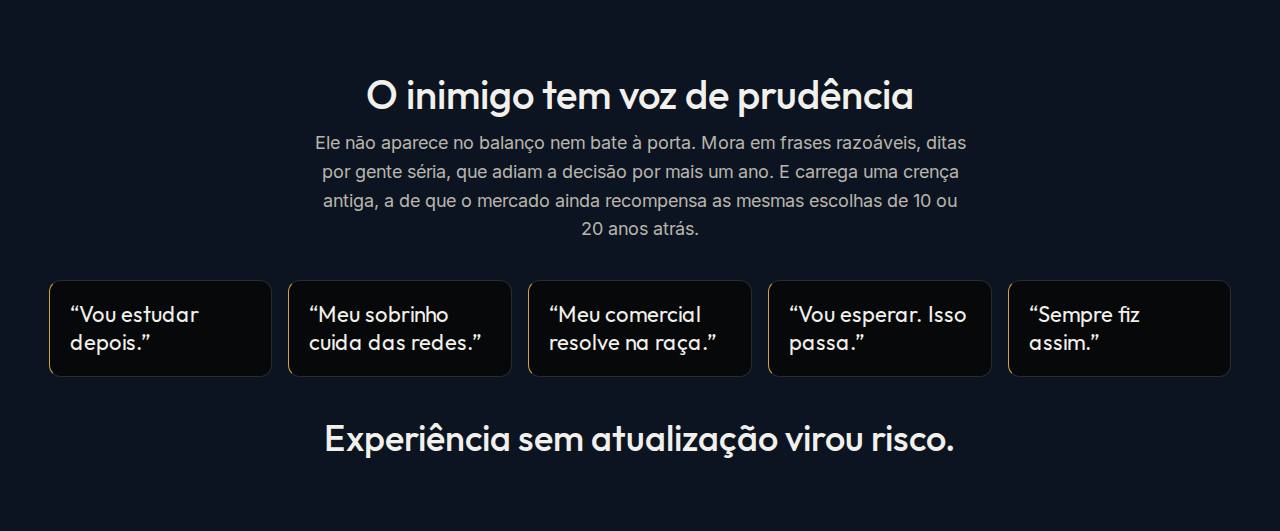 O inimigo tem voz de prudência
Ele não aparece no balanço nem bate à porta. Mora em frases razoáveis, ditas
por gente séria, que adiam a decisão por mais um ano. E carrega uma crença
antiga, a de que o mercado ainda recompensa as mesmas escolhas de 10 ou
20 anos atrás.
“Vou estudar
depois.”
“Meu sobrinho
cuida das redes.”
“Meu comercial
resolve na raça.”
“Vou esperar. Isso
passa.”
“Sempre fiz
assim.”
Experiência sem atualização virou risco.